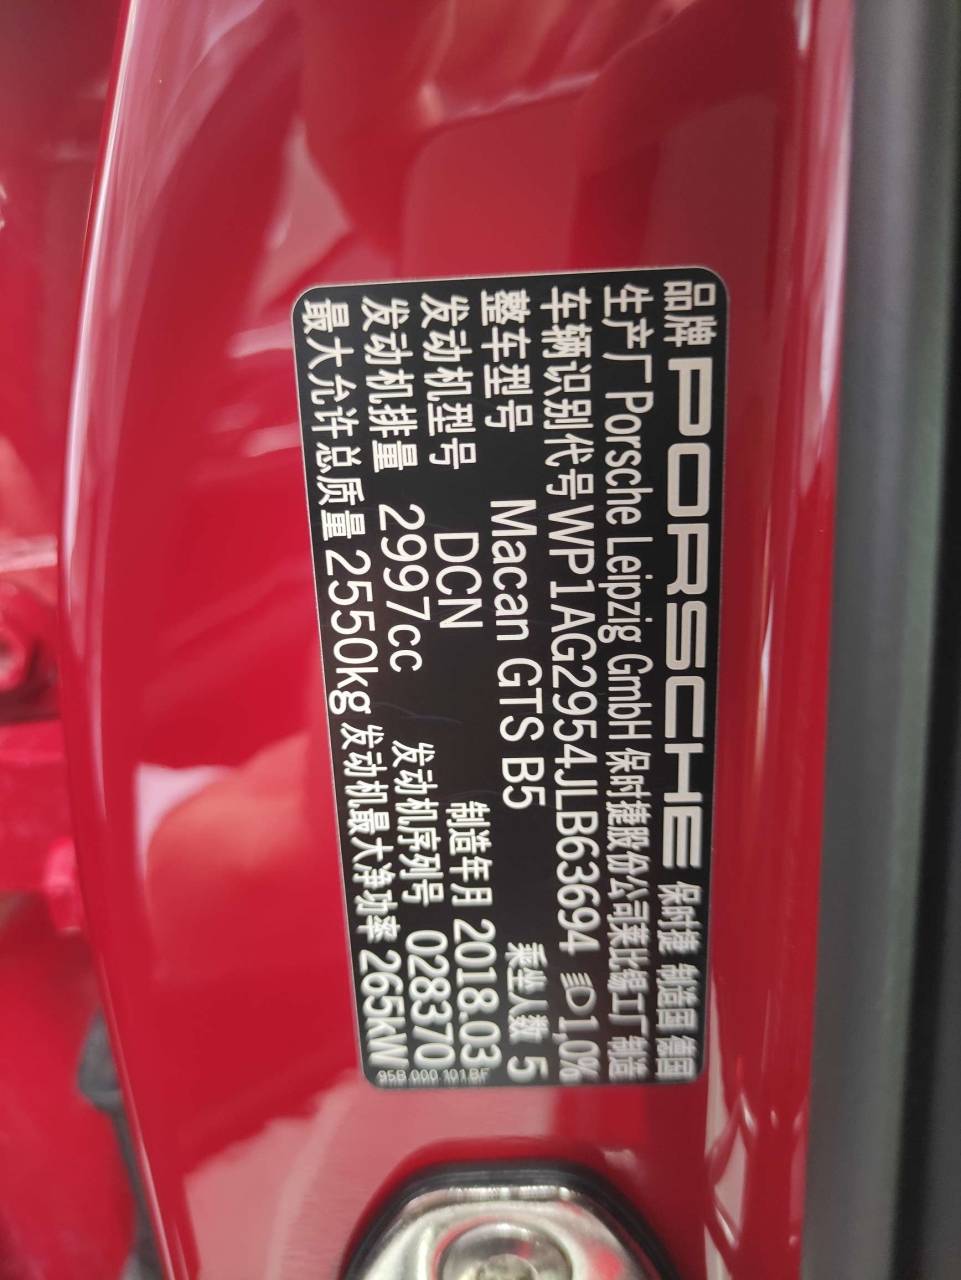 品牌 PORSCHE 保时捷 制造国 德国
生产厂 Porsche Leipzig GmbH 保时捷股份公司莱比锡工厂制造
车辆识别代号 WP1AG2954JLB63694 1,0%
整车型号 Macan GTS B5 乘坐人数 5
发动机型号 DCN 制造年月 2018.03
发动机排量 2997cc 发动机序列号 028370
最大允许总质量 2550kg 发动机最大净功率 265kW
95B 000 101 BF